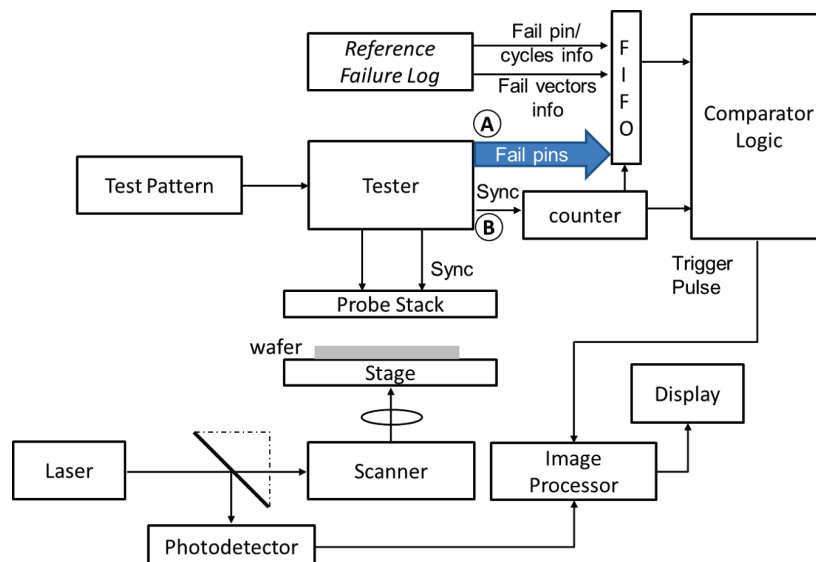 Reference
Failure Log
Fail pin/
cycles info
Fail vectors
info
F
I
F
O
Comparator
Logic
A
Fail pins
Test Pattern
Tester
Sync
B
counter
Sync
Trigger
Pulse
Probe Stack
wafer
Stage
Display
Laser
Scanner
Image
Processor
Photodetector